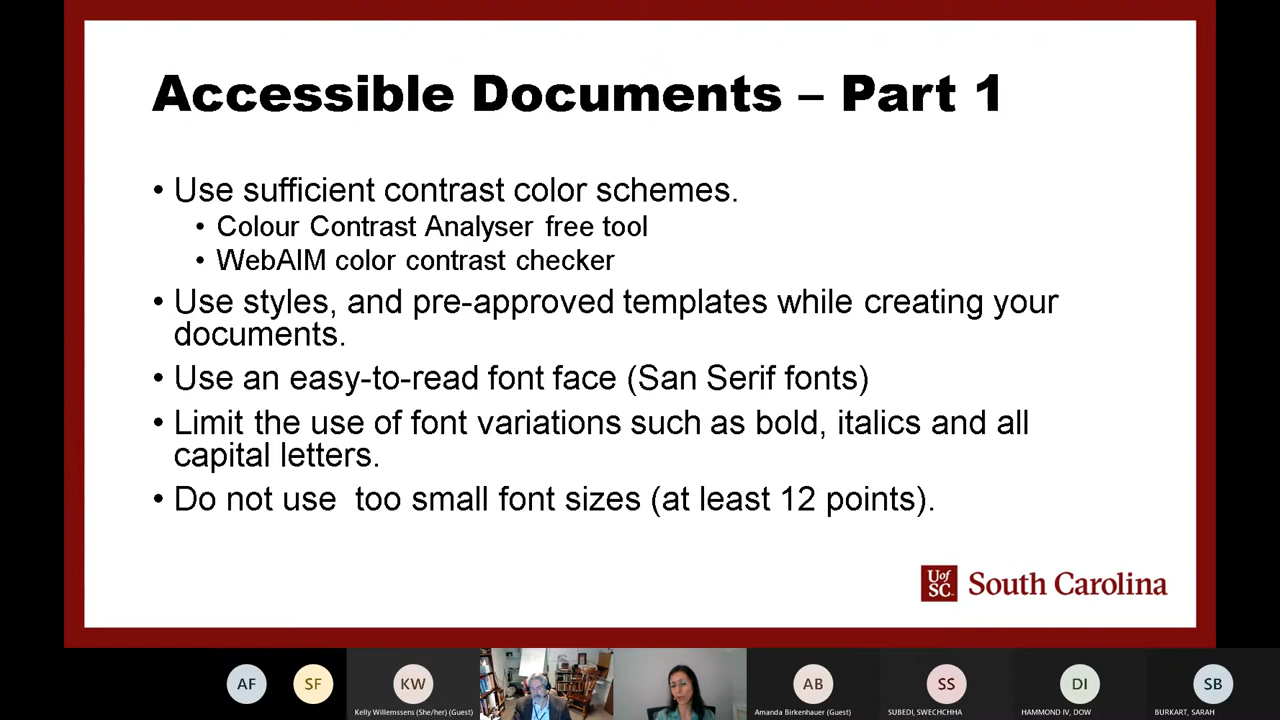 Accessible Documents – Part 1
• Use sufficient contrast color schemes.
• Colour Contrast Analyser free tool
• WebAIM color contrast checker
• Use styles, and pre-approved templates while creating your
documents.
• Use an easy-to-read font face (San Serif fonts)
• Limit the use of font variations such as bold, italics and all
capital letters.
• Do not use  too small font sizes (at least 12 points).
UofSC South Carolina
AF
SF
KW
Kelly Willemssens (She/her) (Guest)
AB
Amanda Birkenhauer (Guest)
SS
SUBEDI, SWECHCHHA
DI
HAMMOND IV, DOW
SB
BURKART, SARAH